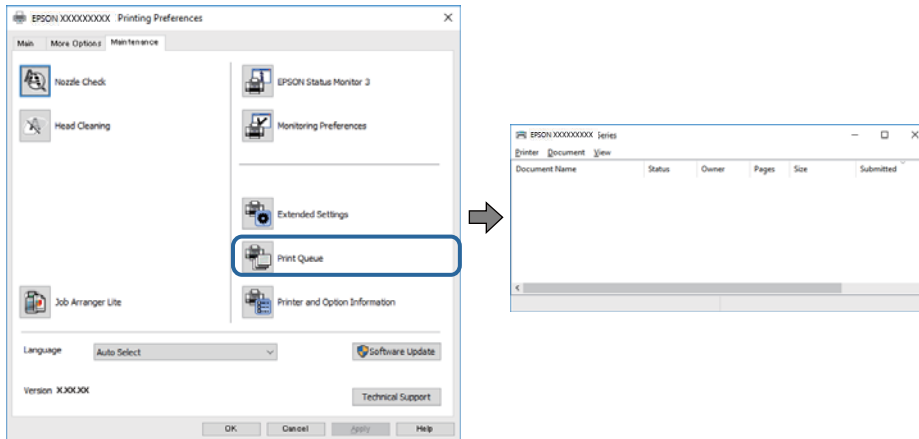 EPSON XXXXXXXXX Printing Preferences
Main More Options Maintenance
Nozzle Check
EPSON Status Monitor 3
Head Cleaning
Monitoring Preferences
Extended Settings
Print Queue
Job Arranger Lite
Printer and Option Information
Language Auto Select
Software Update
Version X.XX.XX
Technical Support
OK Cancel Apply Help
EPSON XXXXXXXXX Series
Printer Document View
Document Name Status Owner Pages Size Submitted